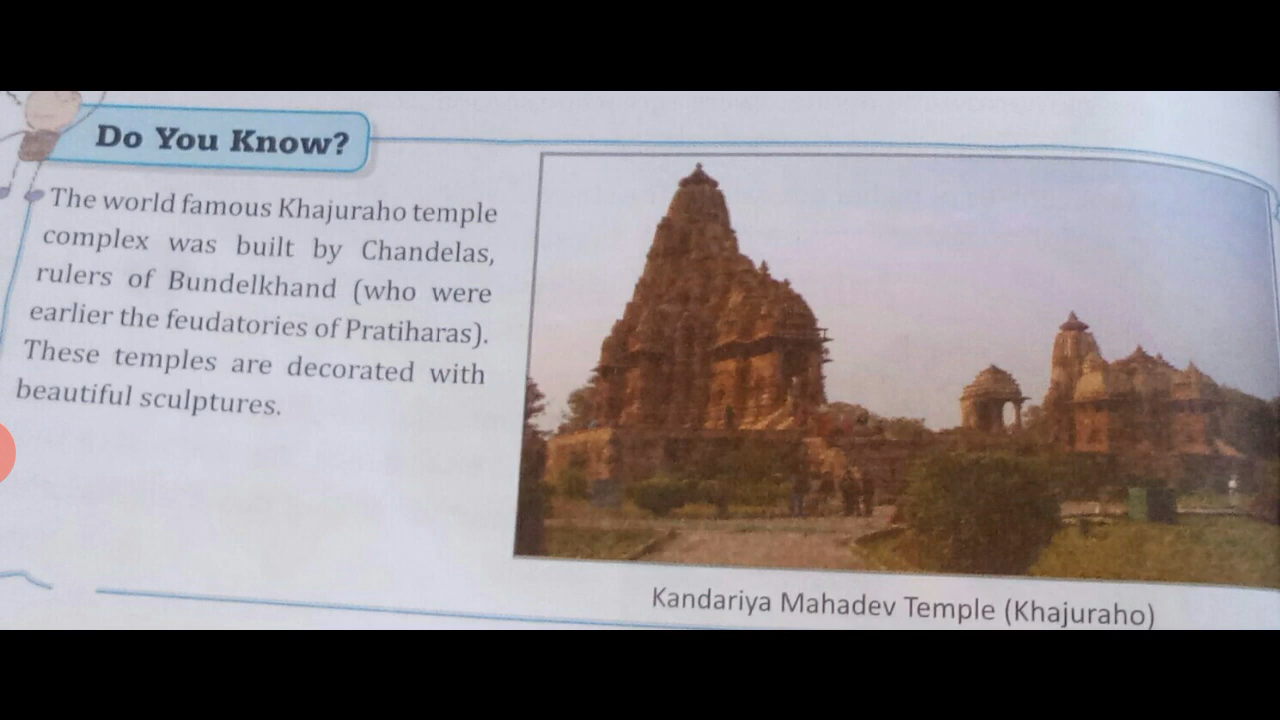 Do You Know?
The world famous Khajuraho temple
complex was built by Chandelas,
rulers of Bundelkhand (who were
earlier the feudatories of Pratiharas).
These temples are decorated with
beautiful sculptures.
Kandariya Mahadev Temple (Khajuraho)